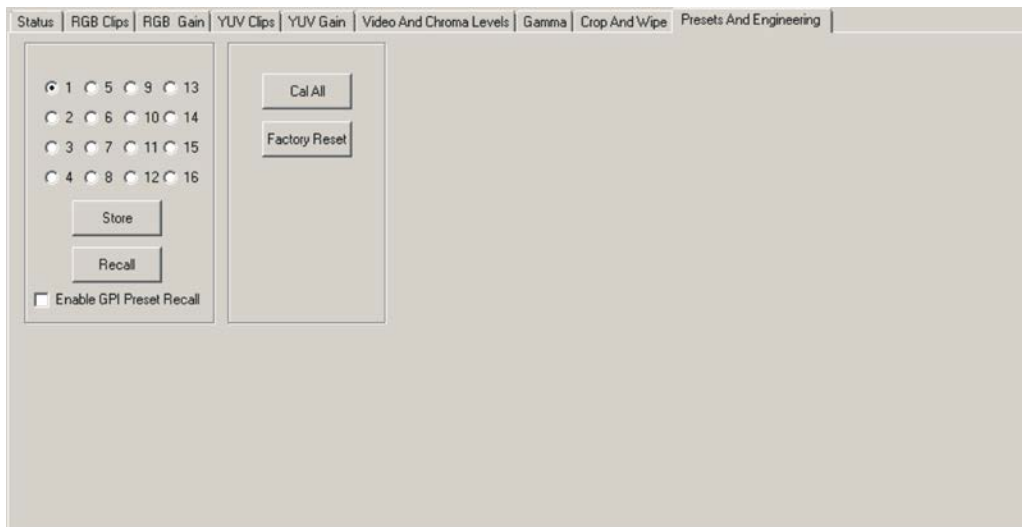 Status RGB Clips RGB Gain YUV Clips YUV Gain Video And Chroma Levels Gamma Crop And Wipe Presets And Engineering
1 5 9 13
2 6 10 14
3 7 11 15
4 8 12 16
Store
Recall
Enable GPI Preset Recall
Cal All
Factory Reset